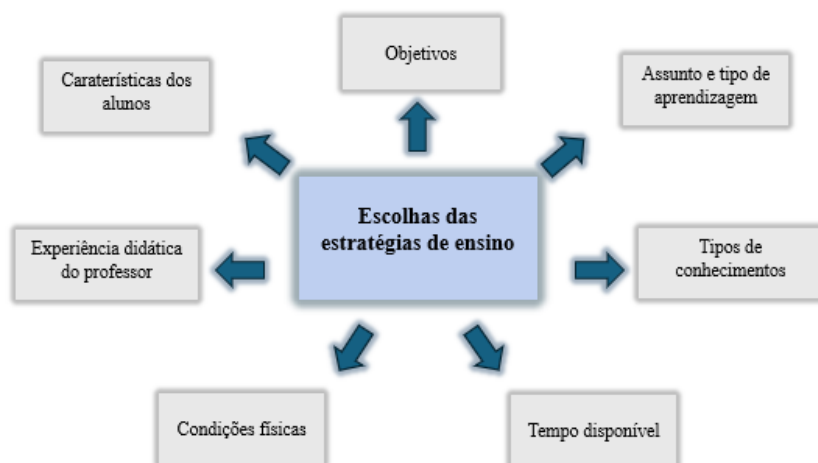 Objetivos
Caraterísticas dos
alunos
Assunto e tipo de
aprendizagem
Escolhas das
estratégias de ensino
Experiência didática
do professor
Tipos de
conhecimentos
Condições físicas
Tempo disponível